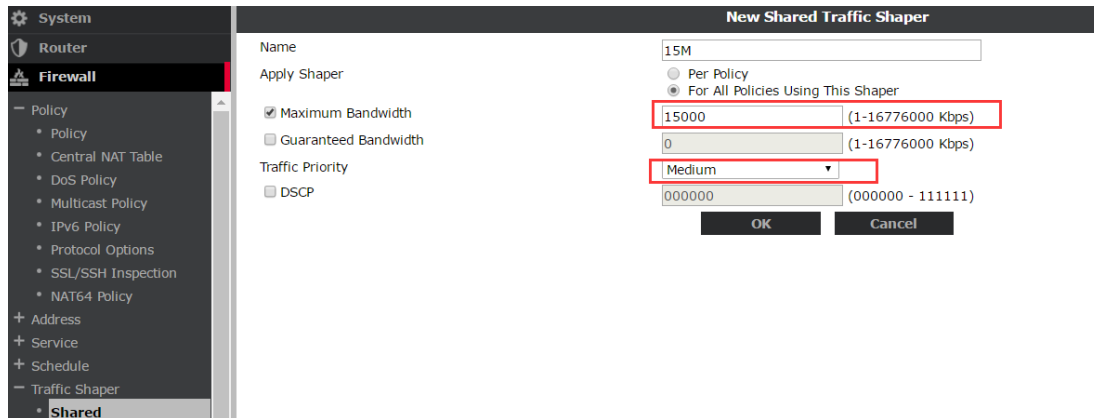 System
Router
Firewall
Policy
Policy
Central NAT Table
DoS Policy
Multicast Policy
IPv6 Policy
Protocol Options
SSL/SSH Inspection
NAT64 Policy
Address
Service
Schedule
Traffic Shaper
Shared
New Shared Traffic Shaper
Name 15M
Apply Shaper Per Policy
For All Policies Using This Shaper
Maximum Bandwidth 15000 (1-16776000 Kbps)
Guaranteed Bandwidth 0 (1-16776000 Kbps)
Traffic Priority Medium
DSCP 000000 (000000 - 111111)
OK Cancel